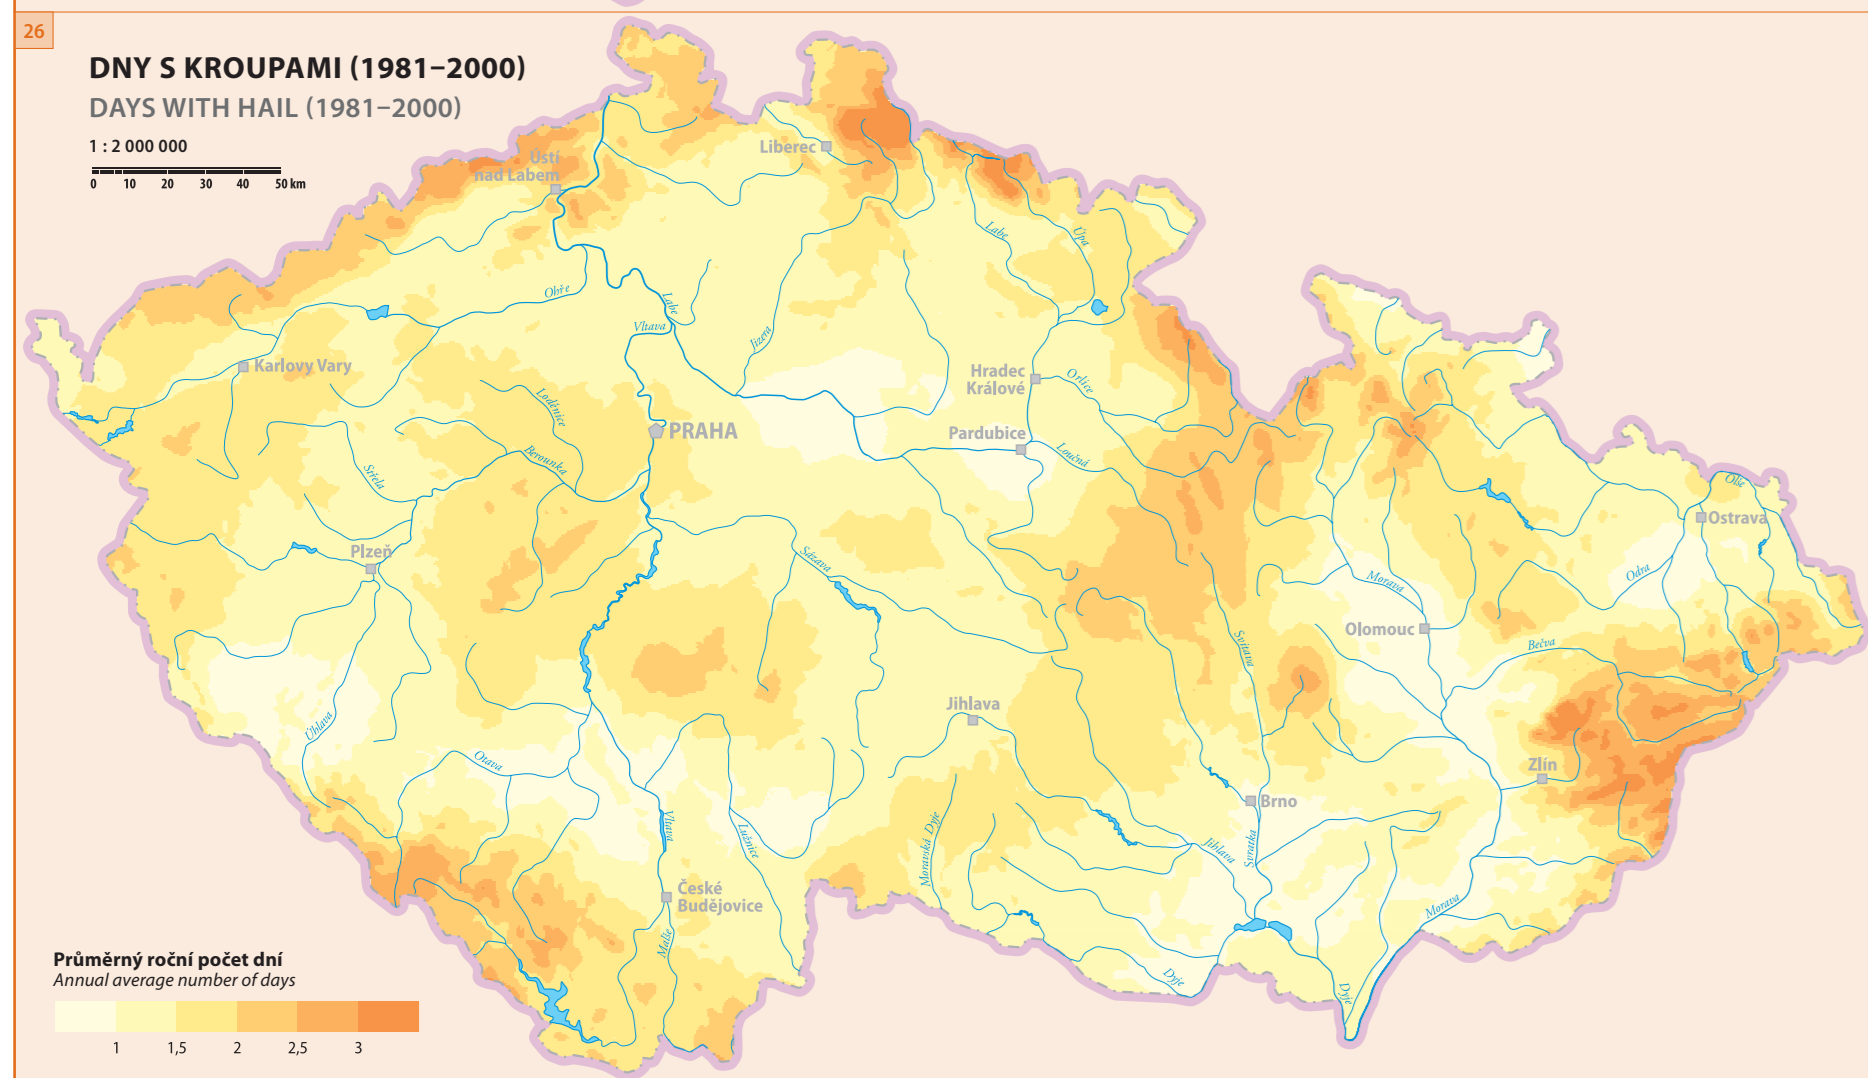 26
DNY S KROUPAMI (1981–2000)
DAYS WITH HAIL (1981–2000)
1 : 2 000 000
0 10 20 30 40 50 km
Ústí
nad Labem
Liberec
Labe
Úpa
Ohře
Labe
Vltava
Jizera
Karlovy Vary
Hradec
Králové
Orlice
Loděnice
PRAHA
Pardubice
Loučná
Berounka
Střela
Olše
Ostrava
Plzeň
Sázava
Morava
Odra
Olomouc
Svitava
Bečva
Jihlava
Úhlava
Otava
Zlín
Brno
Vltava
Lužnice
Moravská Dyje
Jihlava
Svratka
České
Budějovice
Malše
Morava
Dyje
Dyje
Průměrný roční počet dní
Annual average number of days
1 1,5 2 2,5 3